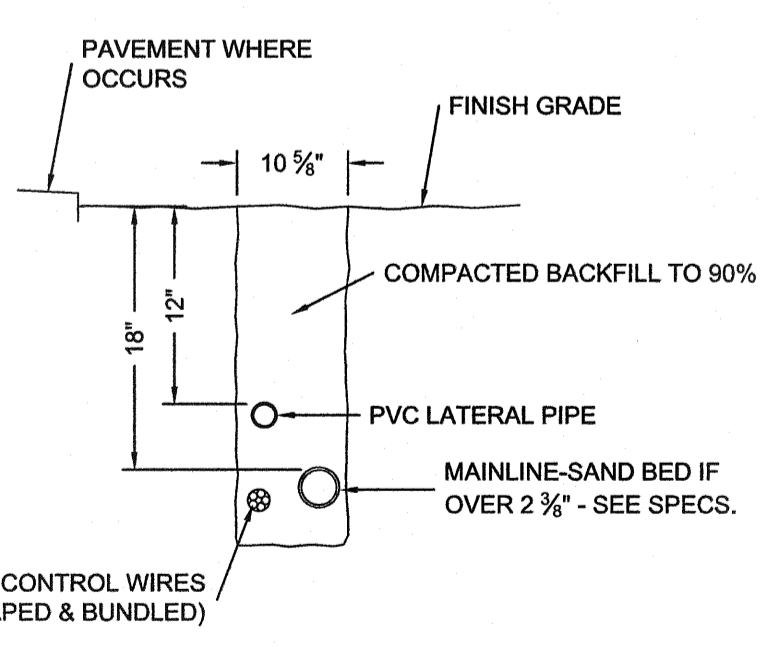 PAVEMENT WHERE
OCCURS
FINISH GRADE
10 5/8"
COMPACTED BACKFILL TO 90%
12"
18"
PVC LATERAL PIPE
MAINLINE-SAND BED IF
OVER 2 3/8" - SEE SPECS.
CONTROL WIRES
APED & BUNDLED)